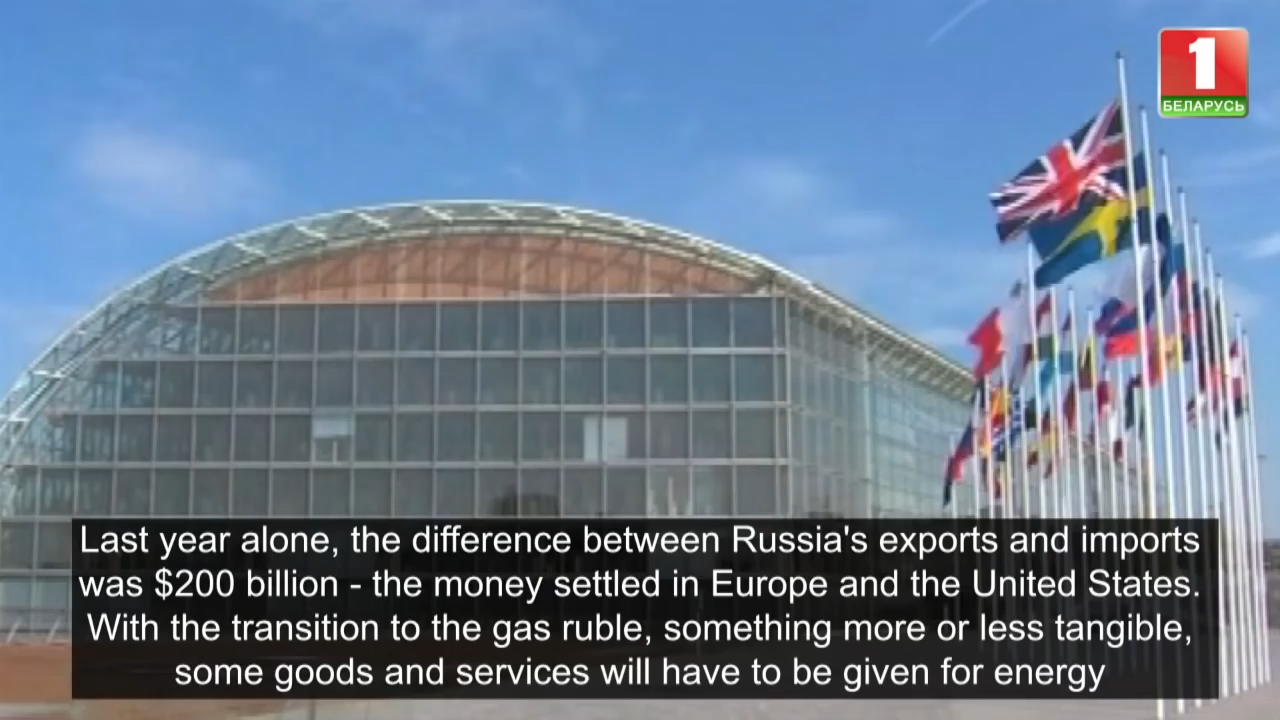 1
БЕЛАРУСЬ
Last year alone, the difference between Russia's exports and imports
was $200 billion - the money settled in Europe and the United States.
With the transition to the gas ruble, something more or less tangible,
some goods and services will have to be given for energy